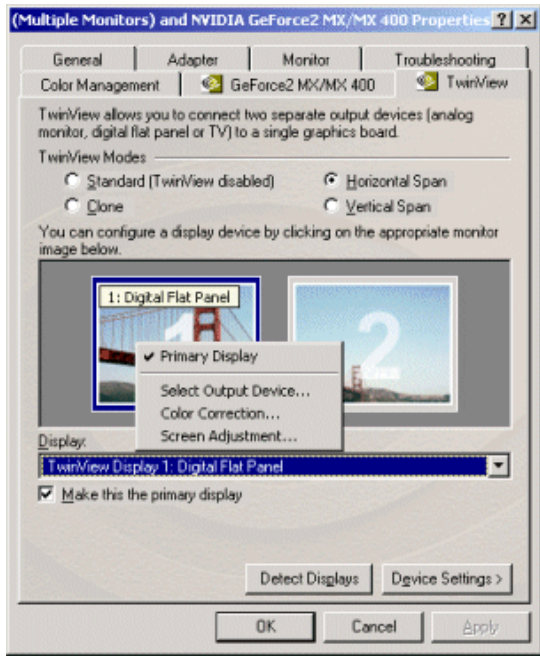 (Multiple Monitors) and NVIDIA GeForce2 MX/MX 400 Properties
General Adapter Monitor Troubleshooting
Color Management GeForce2 MX/MX 400 TwinView
TwinView allows you to connect two separate output devices (analog
monitor, digital flat panel or TV) to a single graphics board.
TwinView Modes
Standard (TwinView disabled) Horizontal Span
Clone Vertical Span
You can configure a display device by clicking on the appropriate monitor
image below.
1: Digital Flat Panel
1 2
Primary Display
Select Output Device...
Color Correction...
Screen Adjustment...
Display:
TwinView Display 1: Digital Flat Panel
Make this the primary display
Detect Displays Device Settings >
OK Cancel Apply